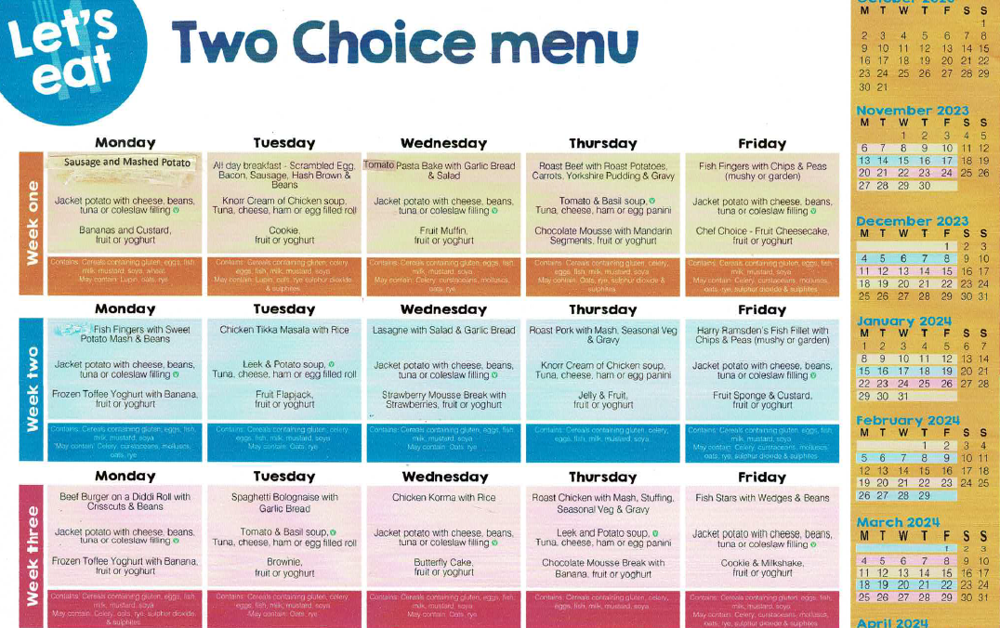 Let's
eat
Two Choice menu
Week one
Monday
Sausage and Mashed Potato
Jacket potato with cheese, beans,
tuna or coleslaw filling
Bananas and Custard,
fruit or yoghurt
Contains: Cereals containing gluten, eggs, fish,
milk, mustard, soya, wheat
May contain: Lupin, oats, rye
Tuesday
All day breakfast - Scrambled Egg,
Bacon, Sausage, Hash Brown &
Beans
Knorr Cream of Chicken soup,
Tuna, cheese, ham or egg filled roll
Cookie,
fruit or yoghurt
Contains: Cereals containing gluten, celery,
eggs, fish, milk, mustard, soya
May contain: Lupin, oats, rye sulphur dioxide
& sulphites
Wednesday
Tomato Pasta Bake with Garlic Bread
& Salad
Jacket potato with cheese, beans,
tuna or coleslaw filling
Fruit Muffin,
fruit or yoghurt
Contains: Cereals containing gluten, eggs, fish,
milk, mustard, soya
May contain: Celery, curstaceans, molluscs,
oats, rye
Thursday
Roast Beef with Roast Potatoes,
Carrots, Yorkshire Pudding & Gravy
Tomato & Basil soup,
Tuna, cheese, ham or egg panini
Chocolate Mousse with Mandarin
Segments, fruit or yoghurt
Contains: Cereals containing gluten, celery,
eggs, fish, milk, mustard, soya
May contain: Oats, rye, sulphur dioxide &
sulphites
Friday
Fish Fingers with Chips & Peas
(mushy or garden)
Jacket potato with cheese, beans,
tuna or coleslaw filling
Chef Choice - Fruit Cheesecake,
fruit or yoghurt
Contains: Cereals containing gluten, eggs, fish,
milk, mustard, soya
May contain: Celery, curstaceans, molluscs,
oats, rye, sulphur dioxide & sulphites
Week two
Monday
Fish Fingers with Sweet
Potato Mash & Beans
Jacket potato with cheese, beans,
tuna or coleslaw filling
Frozen Toffee Yoghurt with Banana,
fruit or yoghurt
Contains: Cereals containing gluten, eggs, fish,
milk, mustard, soya
May contain: Celery, curstaceans, molluscs,
oats, rye
Tuesday
Chicken Tikka Masala with Rice
Leek & Potato soup,
Tuna, cheese, ham or egg filled roll
Fruit Flapjack,
fruit or yoghurt
Contains: Cereals containing gluten, celery,
eggs, fish, milk, mustard, soya
May contain: Oats, rye
Wednesday
Lasagne with Salad & Garlic Bread
Jacket potato with cheese, beans,
tuna or coleslaw filling
Strawberry Mousse Break with
Strawberries, fruit or yoghurt
Contains: Cereals containing gluten, eggs, fish,
milk, mustard, soya
May contain: Celery, curstaceans, molluscs,
oats, rye
Thursday
Roast Pork with Mash, Seasonal Veg
& Gravy
Knorr Cream of Chicken soup,
Tuna, cheese, ham or egg panini
Jelly & Fruit,
fruit or yoghurt
Contains: Cereals containing gluten, celery,
eggs, fish, milk, mustard, soya
May contain: Oats, rye
Friday
Harry Ramsden's Fish Fillet with
Chips & Peas (mushy or garden)
Jacket potato with cheese, beans,
tuna or coleslaw filling
Fruit Sponge & Custard,
fruit or yoghurt
Contains: Cereals containing gluten, eggs, fish,
milk, mustard, soya
May contain: Celery, curstaceans, molluscs,
oats, rye, sulphur dioxide & sulphites
Week three
Monday
Beef Burger on a Diddi Roll with
Crisscuts & Beans
Jacket potato with cheese, beans,
tuna or coleslaw filling
Frozen Toffee Yoghurt with Banana,
fruit or yoghurt
Contains: Cereals containing gluten, eggs, fish,
milk, mustard, soya
May contain: Celery, oats, rye, sulphur dioxide
& sulphites
Tuesday
Spaghetti Bolognaise with
Garlic Bread
Tomato & Basil soup,
Tuna, cheese, ham or egg filled roll
Brownie,
fruit or yoghurt
Contains: Cereals containing gluten, celery,
eggs, fish, milk, mustard, soya
May contain: Oats, rye
Wednesday
Chicken Korma with Rice
Jacket potato with cheese, beans,
tuna or coleslaw filling
Butterfly Cake,
fruit or yoghurt
Contains: Cereals containing gluten, eggs, fish,
milk, mustard, soya
May contain: Oats, rye
Thursday
Roast Chicken with Mash, Stuffing,
Seasonal Veg & Gravy
Leek and Potato soup,
Tuna, cheese, ham or egg panini
Chocolate Mousse Break with
Banana, fruit or yoghurt
Contains: Cereals containing gluten, celery,
eggs, fish, milk, mustard, soya
May contain: Oats, rye
Friday
Fish Stars with Wedges & Beans
Jacket potato with cheese, beans,
tuna or coleslaw filling
Cookie & Milkshake,
fruit or yoghurt
Contains: Cereals containing gluten, eggs, fish,
milk, mustard, soya
May contain: Celery, curstaceans, molluscs,
oats, rye, sulphur dioxide & sulphites
October 2023
M T W T F S S
1
2 3 4 5 6 7 8
9 10 11 12 13 14 15
16 17 18 19 20 21 22
23 24 25 26 27 28 29
30 21
November 2023
M T W T F S S
1 2 3 4 5
6 7 8 9 10 11 12
13 14 15 16 17 18 19
20 21 22 23 24 25 26
27 28 29 30
December 2023
M T W T F S S
1 2 3
4 5 6 7 8 9 10
11 12 13 14 15 16 17
18 19 20 21 22 23 24
25 26 27 28 29 30 31
January 2024
M T W T F S S
1 2 3 4 5 6 7
8 9 10 11 12 13 14
15 16 17 18 19 20 21
22 23 24 25 26 27 28
29 30 31
February 2024
M T W T F S S
1 2 3 4
5 6 7 8 9 10 11
12 13 14 15 16 17 18
19 20 21 22 23 24 25
26 27 28 29
March 2024
M T W T F S S
1 2 3
4 5 6 7 8 9 10
11 12 13 14 15 16 17
18 19 20 21 22 23 24
25 26 27 28 29 30 31
April 2024